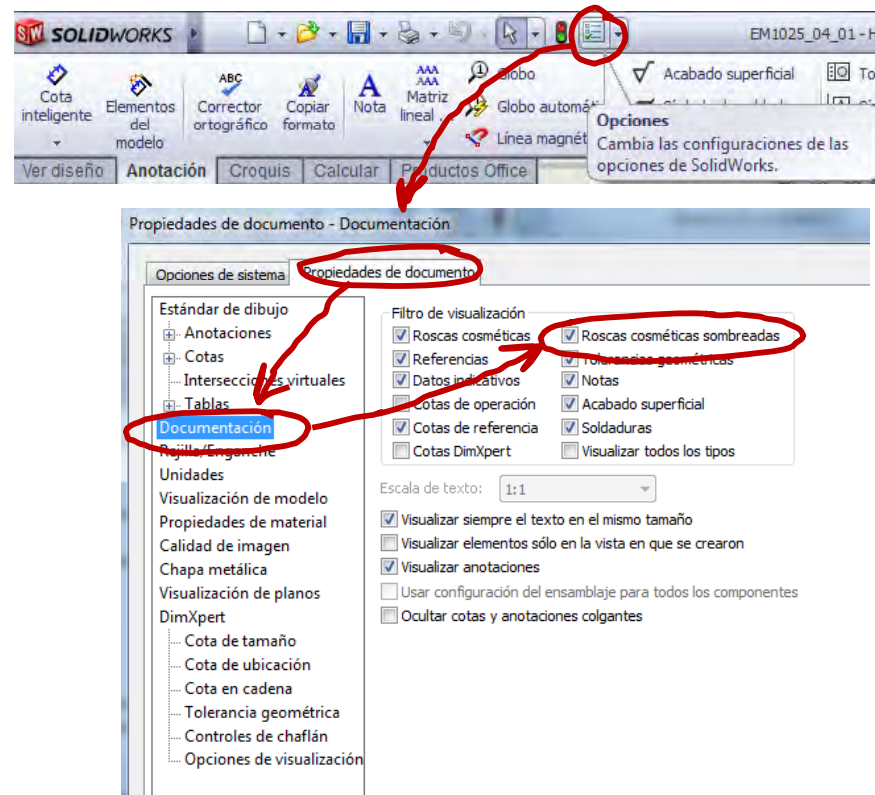 SW SOLIDWORKS
EM1025_04_01 - H
Cota
inteligente
Elementos
del
modelo
ABC
Corrector
ortográfico
Copiar
formato
A
Nota
AAA
AAA
Matriz
lineal ...
1
Globo
Globo automáti
Línea magnét
Acabado superficial
Opciones
Cambia las configuraciones de las
opciones de SolidWorks.
Ver diseño Anotación Croquis Calcular Productos Office
Propiedades de documento - Documentación
Opciones de sistema Propiedades de documento
Estándar de dibujo
Anotaciones
Cotas
Intersecciones virtuales
Tablas
Documentación
Rejilla/Enganche
Unidades
Visualización de modelo
Propiedades de material
Calidad de imagen
Chapa metálica
Visualización de planos
DimXpert
Cota de tamaño
Cota de ubicación
Cota en cadena
Tolerancia geométrica
Controles de chaflán
Opciones de visualización
Filtro de visualización
Roscas cosméticas Roscas cosméticas sombreadas
Referencias Tolerancias geométricas
Datos indicativos Notas
Cotas de operación Acabado superficial
Cotas de referencia Soldaduras
Cotas DimXpert Visualizar todos los tipos
Escala de texto: 1:1
Visualizar siempre el texto en el mismo tamaño
Visualizar elementos sólo en la vista en que se crearon
Visualizar anotaciones
Usar configuración del ensamblaje para todos los componentes
Ocultar cotas y anotaciones colgantes